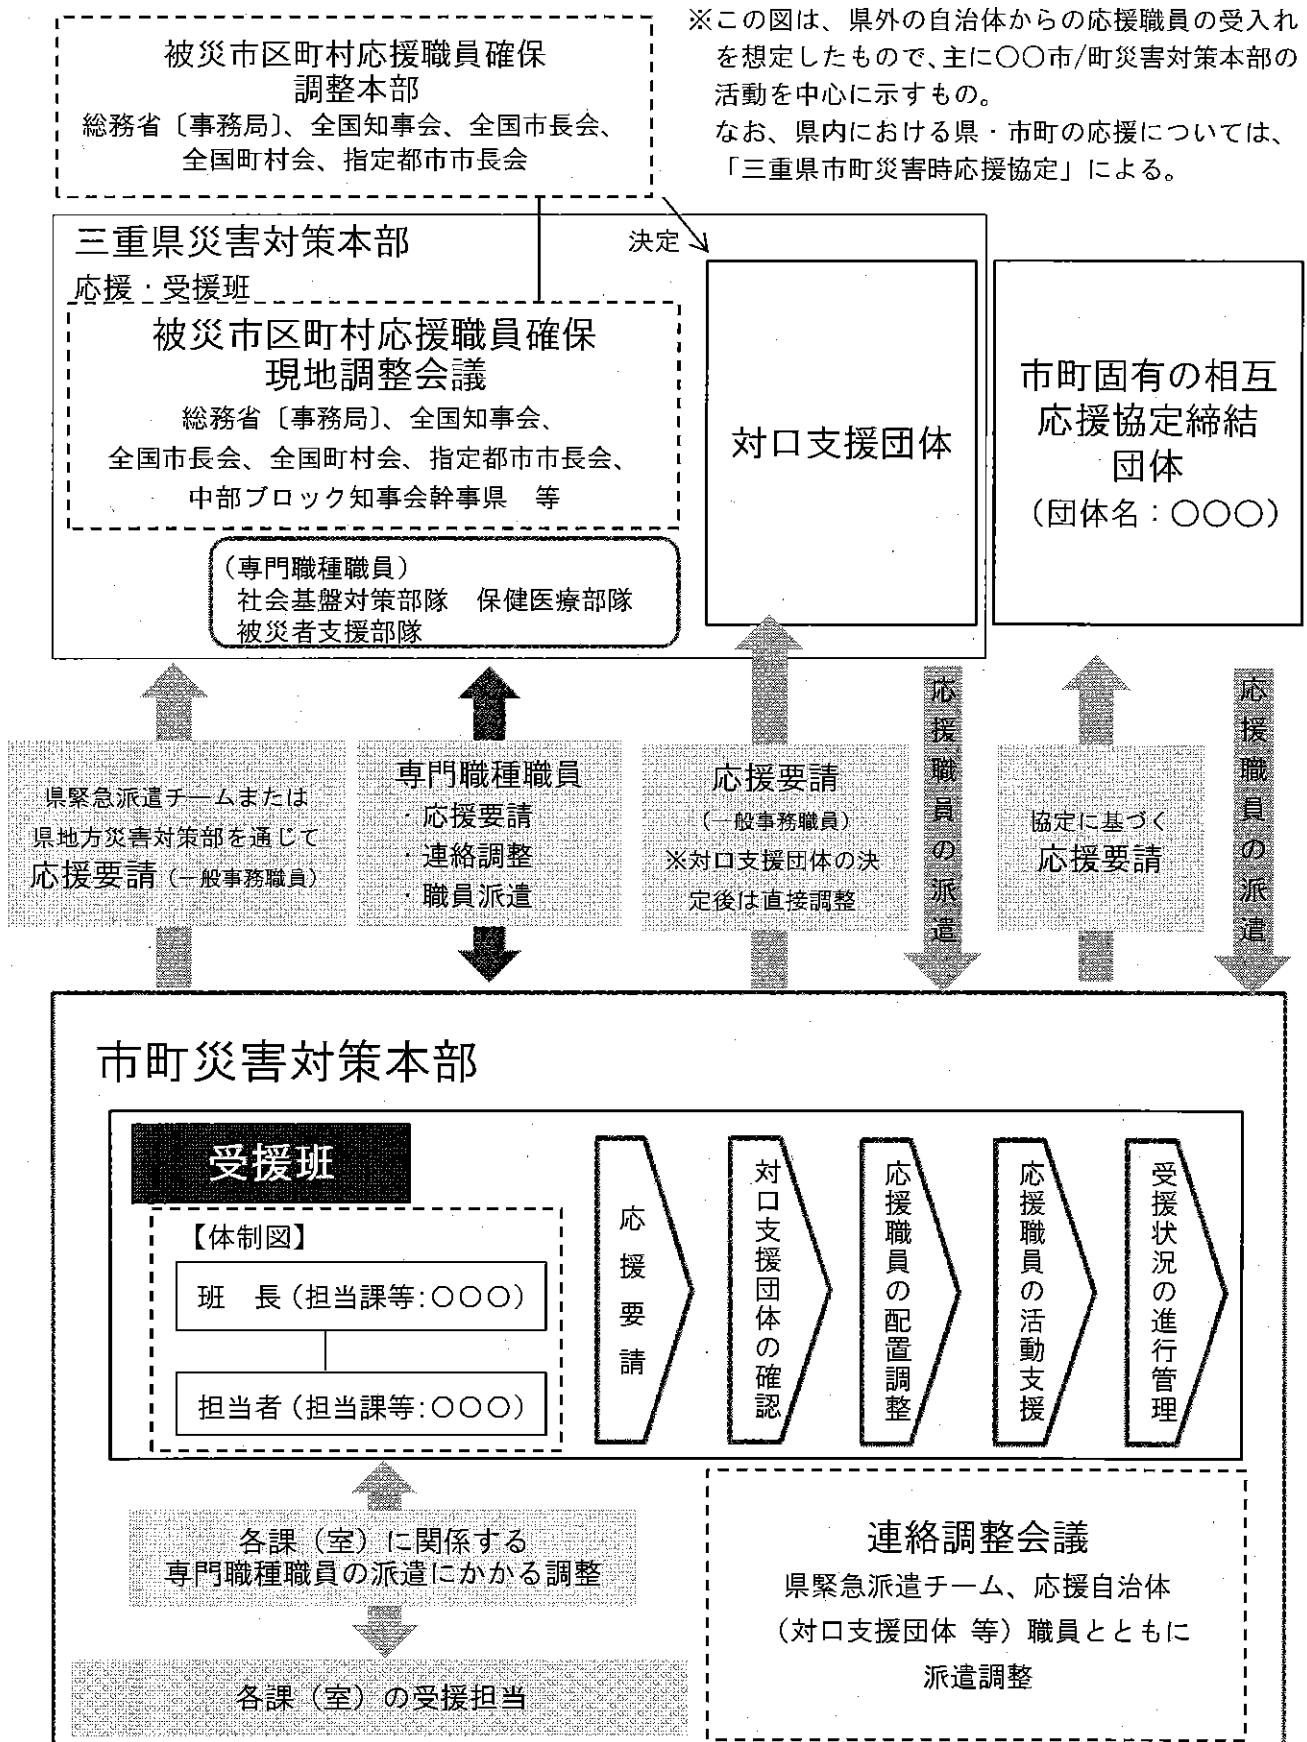 被災市区町村応援職員確保
調整本部
総務省〔事務局〕、全国知事会、全国市長会、
全国町村会、指定都市市長会
※この図は、県外の自治体からの応援職員の受入れ
を想定したもので、主に〇〇市/町災害対策本部の
活動を中心に示すもの。
なお、県内における県・市町の応援については、
「三重県市町災害時応援協定」による。
三重県災害対策本部
応援・受援班
決定
被災市区町村応援職員確保
現地調整会議
総務省〔事務局〕、全国知事会、
全国市長会、全国町村会、指定都市市長会、
中部ブロック知事会幹事県 等
(専門職種職員)
社会基盤対策部隊 保健医療部隊
被災者支援部隊
対口支援団体
市町固有の相互
応援協定締結
団体
(団体名:〇〇〇)
県緊急派遣チームまたは
県地方災害対策部を通じて
応援要請(一般事務職員)
専門職種職員
・応援要請
・連絡調整
・職員派遣
応援要請
(一般事務職員)
※対口支援団体の決
定後は直接調整
応援職員の派遣
協定に基づく
応援要請
応援職員の派遣
市町災害対策本部
受援班
【体制図】
班 長(担当課等:〇〇〇)
担当者(担当課等:〇〇〇)
応援要請
対口支援団体の確認
応援職員の配置調整
応援職員の活動支援
受援状況の進行管理
各課(室)に関係する
専門職種職員の派遣にかかる調整
各課(室)の受援担当
連絡調整会議
県緊急派遣チーム、応援自治体
(対口支援団体 等)職員とともに
派遣調整